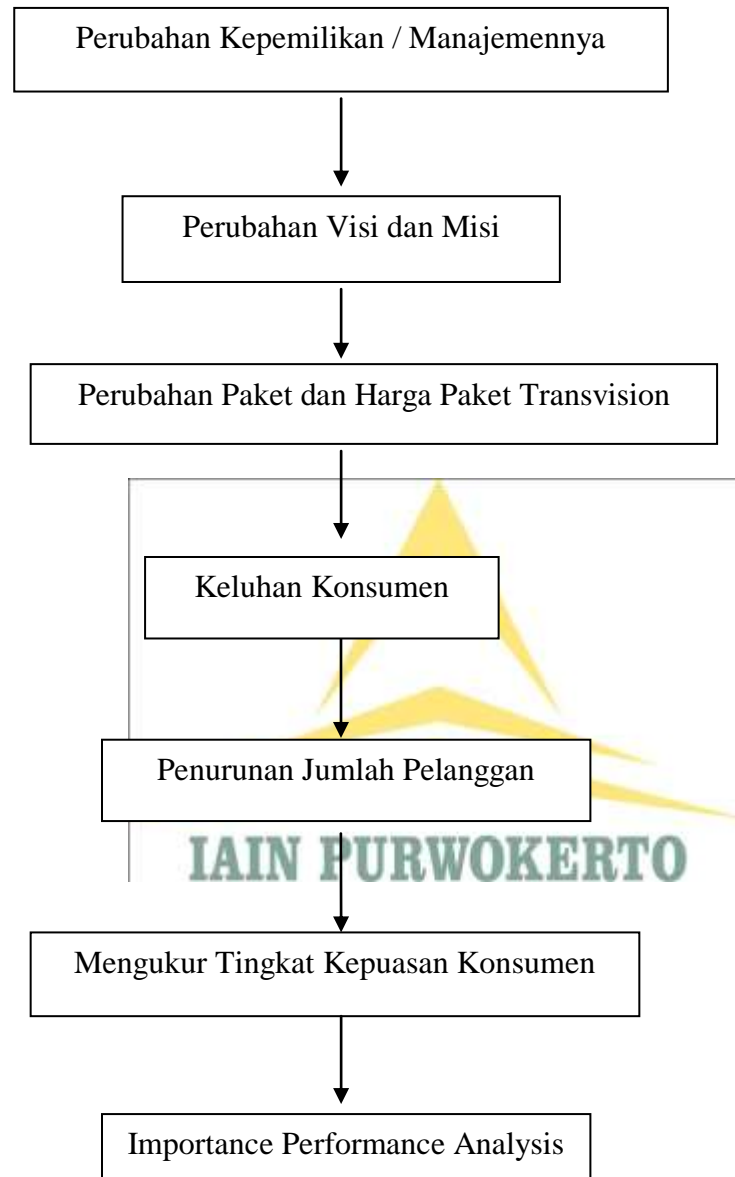 Perubahan Kepemilikan / Manajemennya
Perubahan Visi dan Misi
Perubahan Paket dan Harga Paket Transvision
Keluhan Konsumen
Penurunan Jumlah Pelanggan
IAIN PURWOKERTO
Mengukur Tingkat Kepuasan Konsumen
Importance Performance Analysis